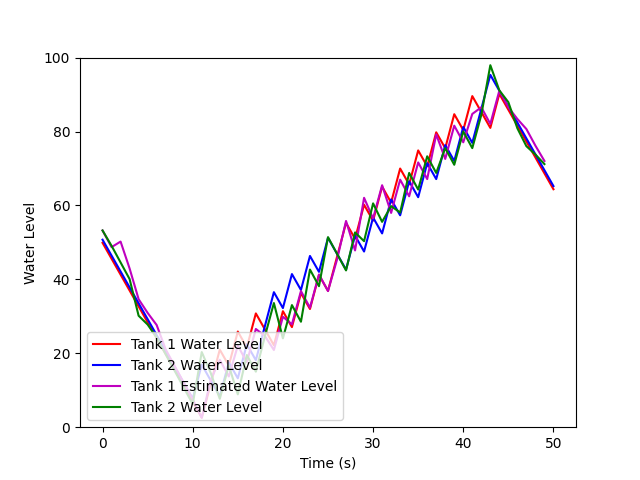 100
80
60
40
20
0
Water Level
Tank 1 Water Level
Tank 2 Water Level
Tank 1 Estimated Water Level
Tank 2 Water Level
0 10 20 30 40 50
Time (s)